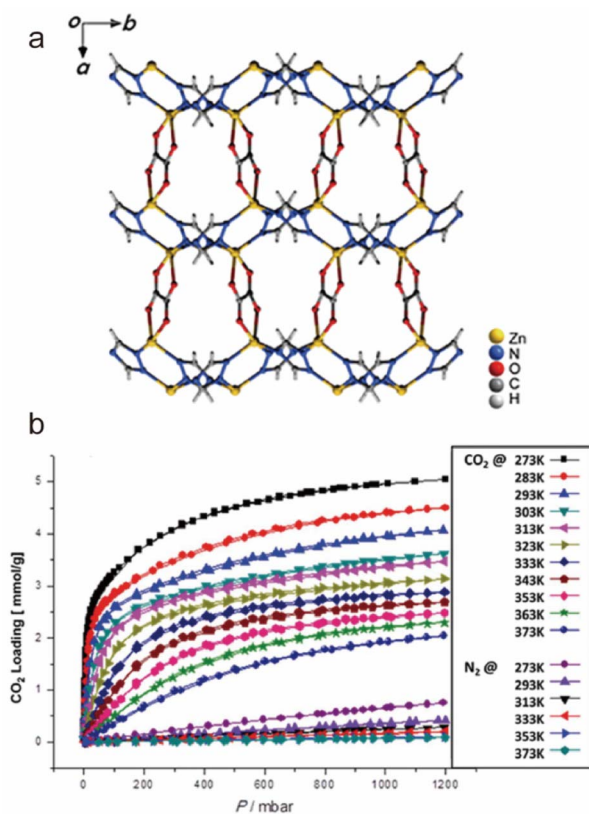 a
o
b
a
Zn
N
O
C
H
b
CO₂ @ 273K
283K
293K
303K
313K
323K
333K
343K
353K
363K
373K
N₂ @ 273K
293K
313K
333K
353K
373K
CO₂ Loading [ mmol/g]
5
4
3
2
1
0
0 200 400 600 800 1000 1200
P / mbar